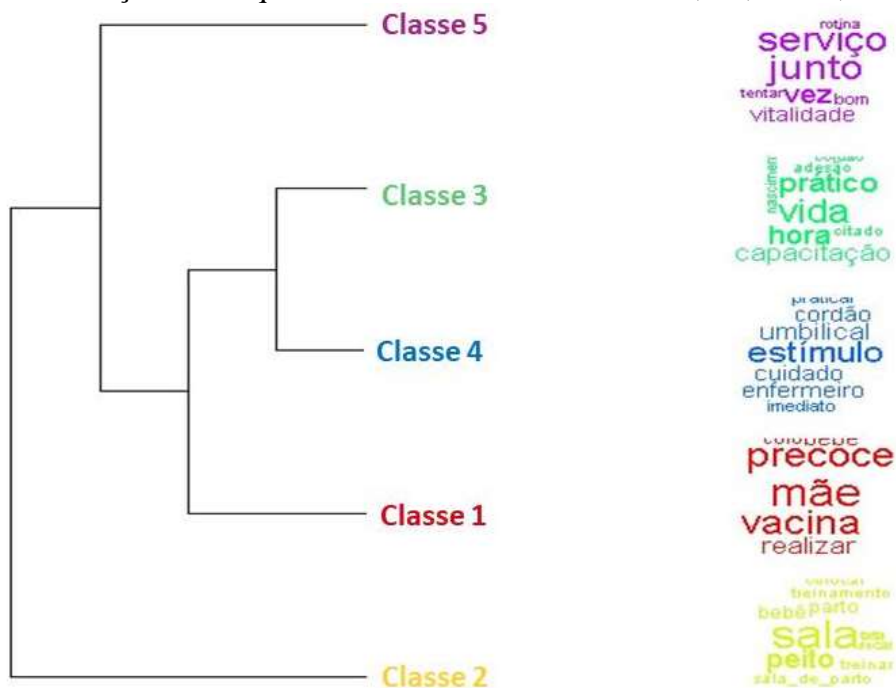 Classe 5
rotina
serviço
junto
tentar vez bom
vitalidade
Classe 3
adesão
prático
vida
hora citado
capacitação
Classe 4
cordão
umbilical
estímulo
cuidado
enfermeiro
imediato
Classe 1
precoce
mãe
vacina
realizar
Classe 2
treinamento
bebê parto
sala
peito treinar
sala_de_parto